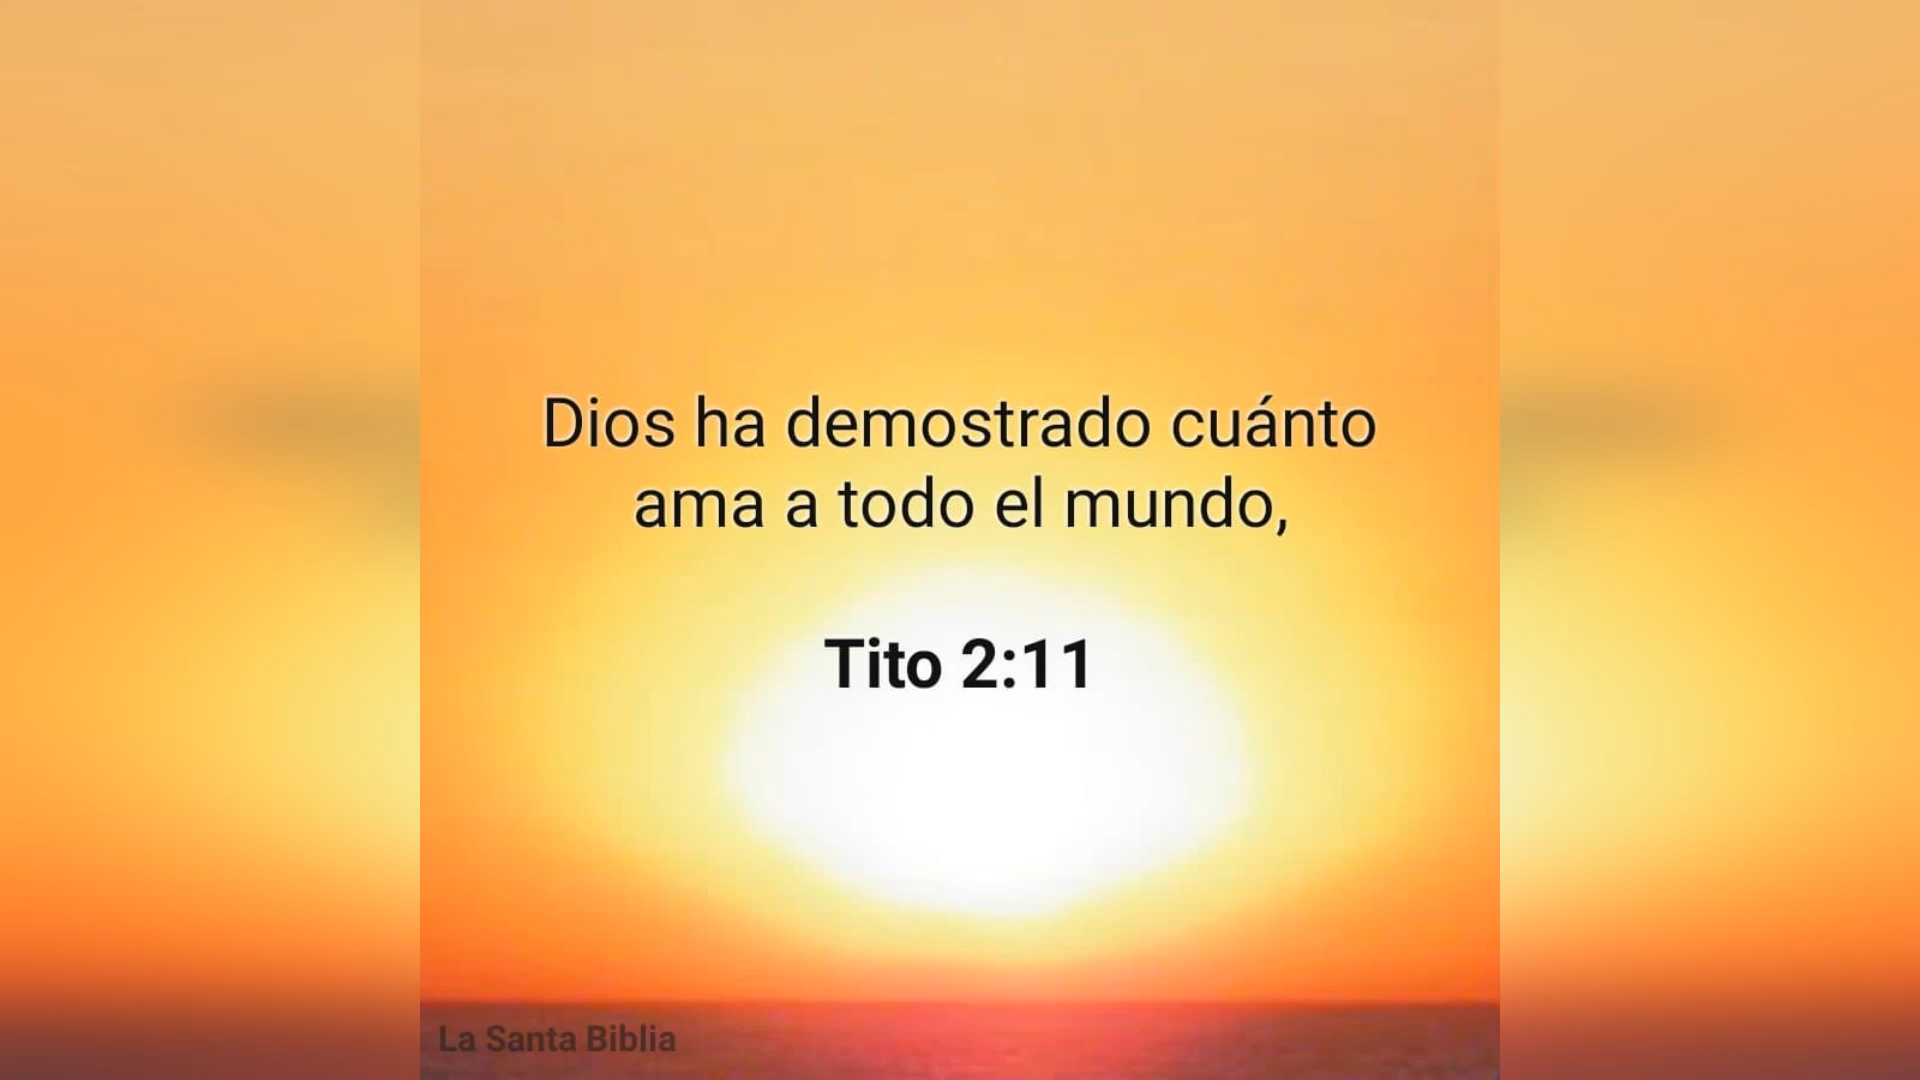 Dios ha demostrado cuánto
ama a todo el mundo,
Tito 2:11
La Santa Biblia